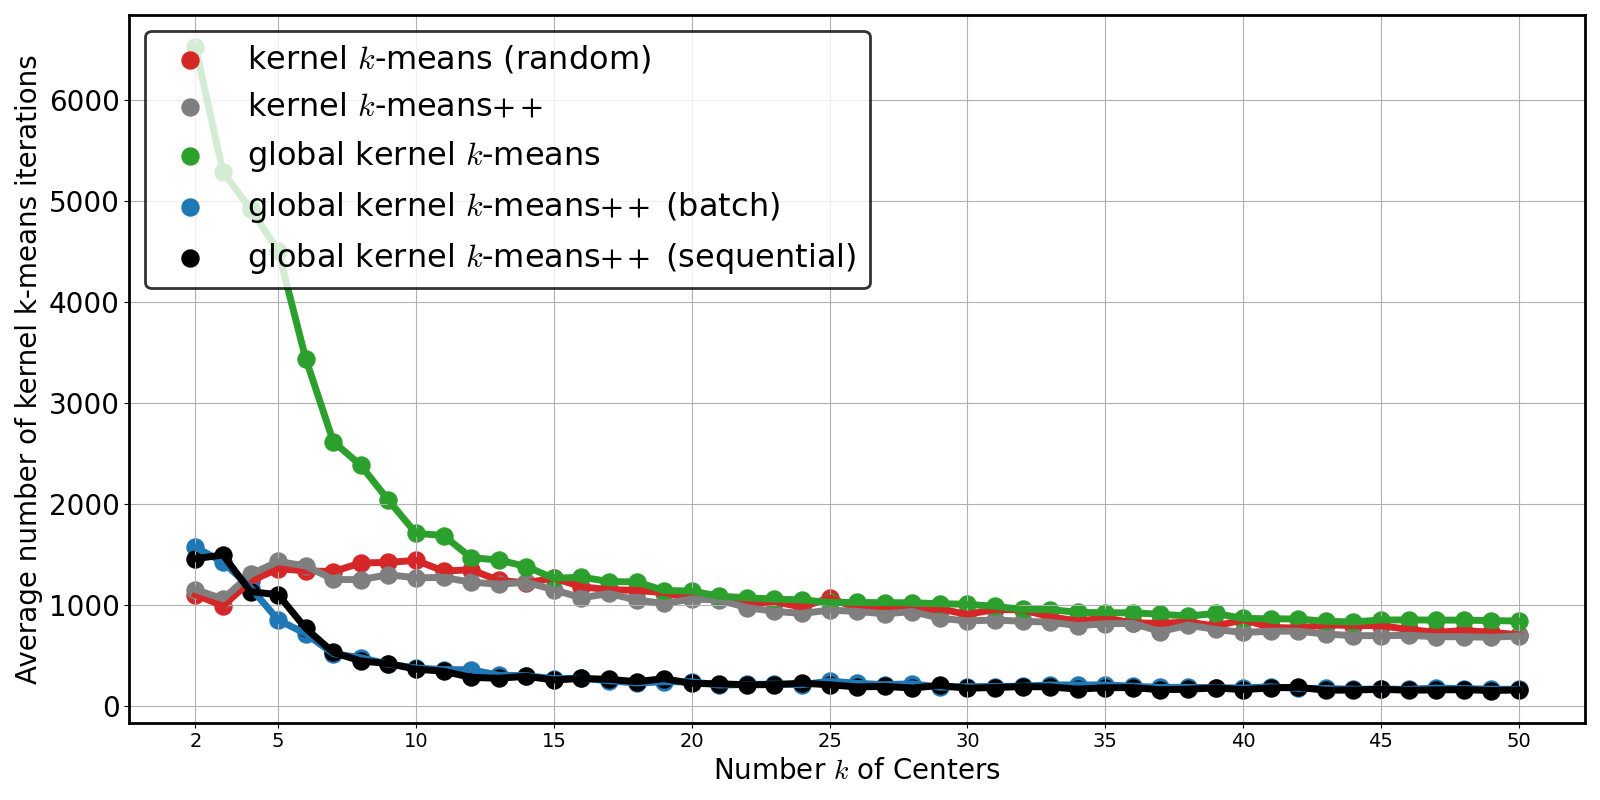 kernel k-means (random)
kernel k-means++
global kernel k-means
global kernel k-means++ (batch)
global kernel k-means++ (sequential)
Average number of kernel k-means iterations
6000
5000
4000
3000
2000
1000
0
2 5 10 15 20 25 30 35 40 45 50
Number k of Centers